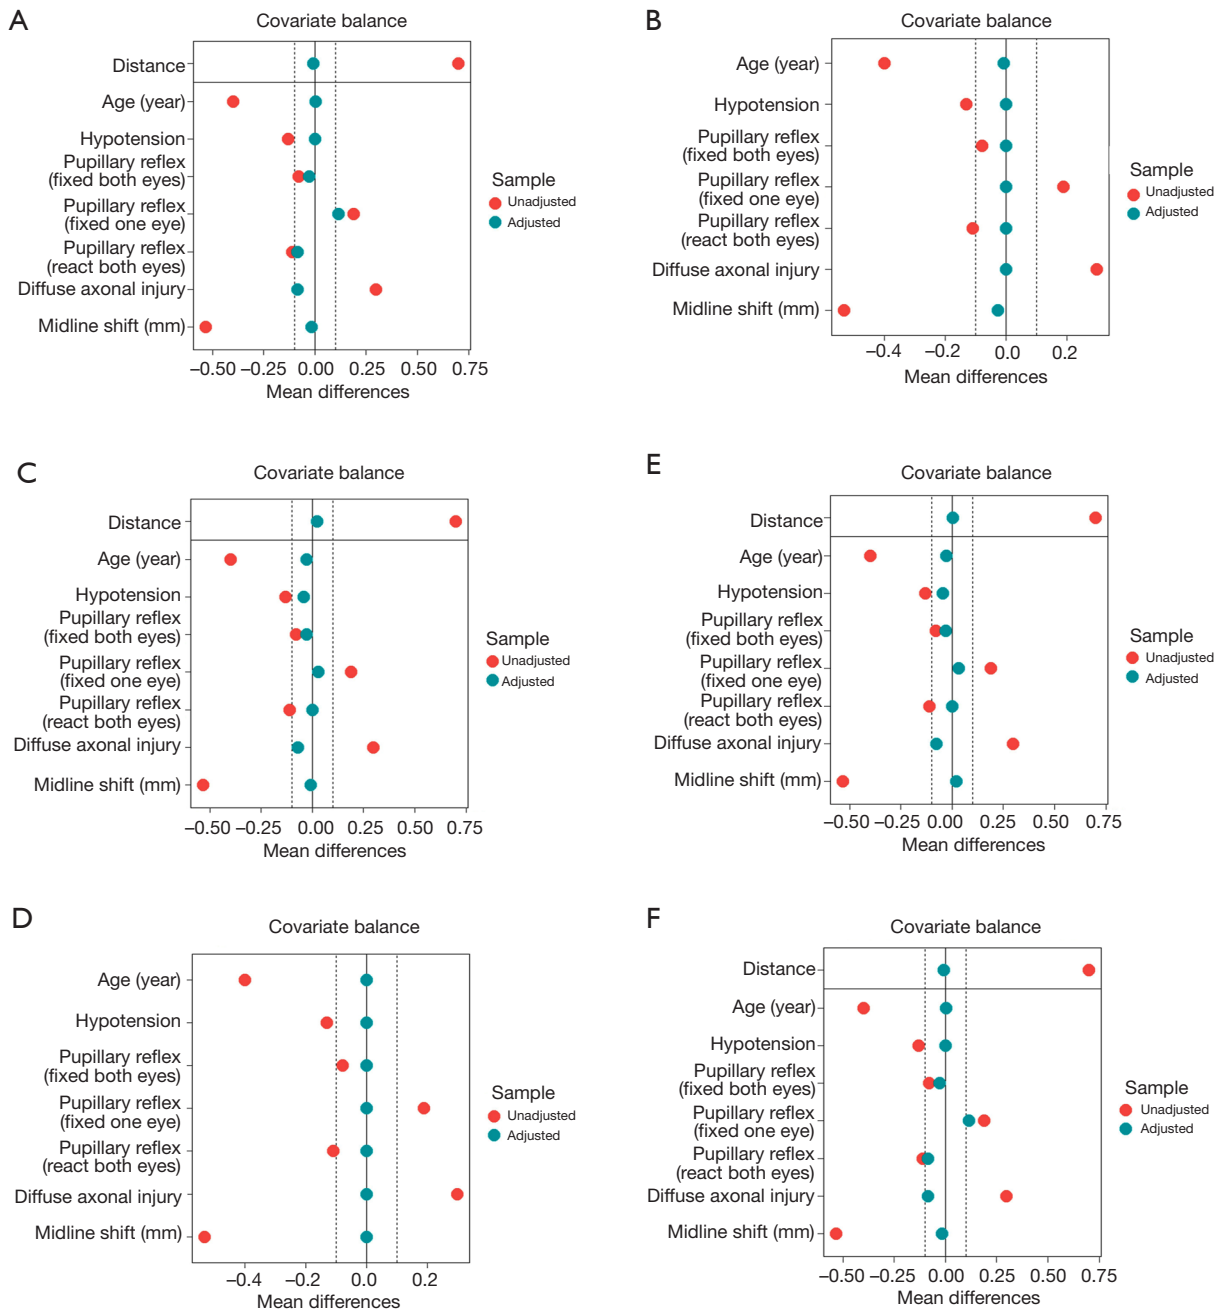 A
Covariate balance
Distance
Age (year)
Hypotension
Pupillary reflex
(fixed both eyes)
Pupillary reflex
(fixed one eye)
Pupillary reflex
(react both eyes)
Diffuse axonal injury
Midline shift (mm)
−0.50 −0.25 0.00 0.25 0.50 0.75
Mean differences
Sample
Unadjusted
Adjusted
B
Covariate balance
Age (year)
Hypotension
Pupillary reflex
(fixed both eyes)
Pupillary reflex
(fixed one eye)
Pupillary reflex
(react both eyes)
Diffuse axonal injury
Midline shift (mm)
−0.4 −0.2 0.0 0.2
Mean differences
Sample
Unadjusted
Adjusted
C
Covariate balance
Distance
Age (year)
Hypotension
Pupillary reflex
(fixed both eyes)
Pupillary reflex
(fixed one eye)
Pupillary reflex
(react both eyes)
Diffuse axonal injury
Midline shift (mm)
−0.50 −0.25 0.00 0.25 0.50 0.75
Mean differences
Sample
Unadjusted
Adjusted
E
Covariate balance
Distance
Age (year)
Hypotension
Pupillary reflex
(fixed both eyes)
Pupillary reflex
(fixed one eye)
Pupillary reflex
(react both eyes)
Diffuse axonal injury
Midline shift (mm)
−0.50 −0.25 0.00 0.25 0.50 0.75
Mean differences
Sample
Unadjusted
Adjusted
D
Covariate balance
Age (year)
Hypotension
Pupillary reflex
(fixed both eyes)
Pupillary reflex
(fixed one eye)
Pupillary reflex
(react both eyes)
Diffuse axonal injury
Midline shift (mm)
−0.4 −0.2 0.0 0.2
Mean differences
Sample
Unadjusted
Adjusted
F
Covariate balance
Distance
Age (year)
Hypotension
Pupillary reflex
(fixed both eyes)
Pupillary reflex
(fixed one eye)
Pupillary reflex
(react both eyes)
Diffuse axonal injury
Midline shift (mm)
−0.50 −0.25 0.00 0.25 0.50 0.75
Mean differences
Sample
Unadjusted
Adjusted